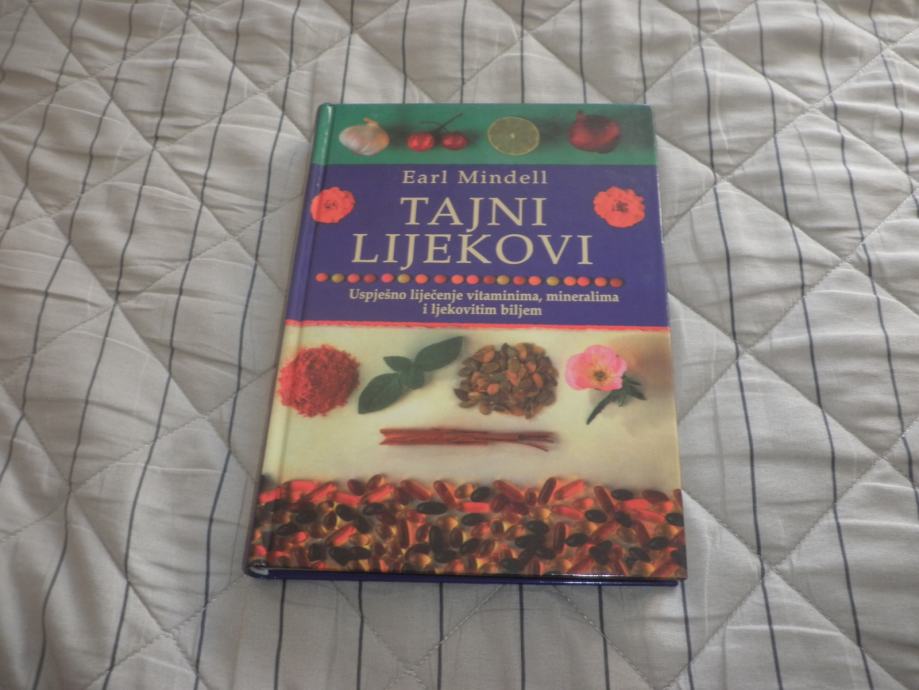 Earl Mindell
TAJNI
LIJEKOVI
Uspješno liječenje vitaminima, mineralima
i ljekovitim biljem